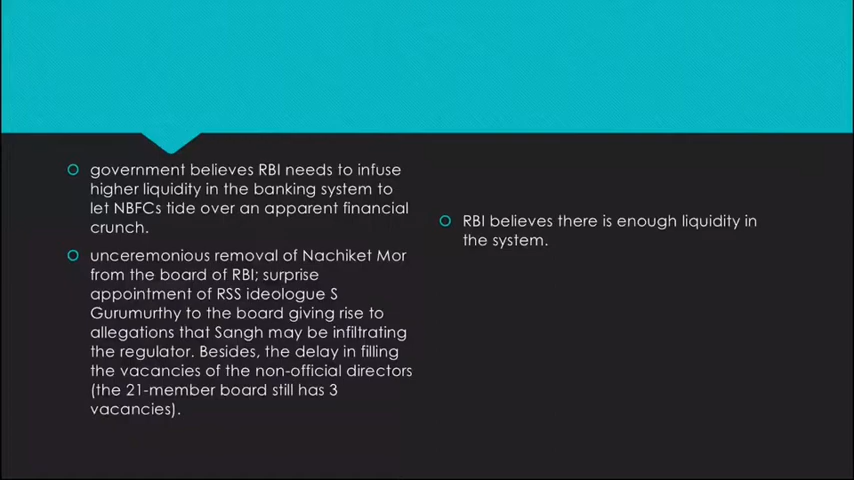 government believes RBI needs to infuse
higher liquidity in the banking system to
let NBFCs tide over an apparent financial
crunch.
unceremonious removal of Nachiket Mor
from the board of RBI; surprise
appointment of RSS ideologue S
Gurumurthy to the board giving rise to
allegations that Sangh may be infiltrating
the regulator. Besides, the delay in filling
the vacancies of the non-official directors
(the 21-member board still has 3
vacancies).
RBI believes there is enough liquidity in
the system.